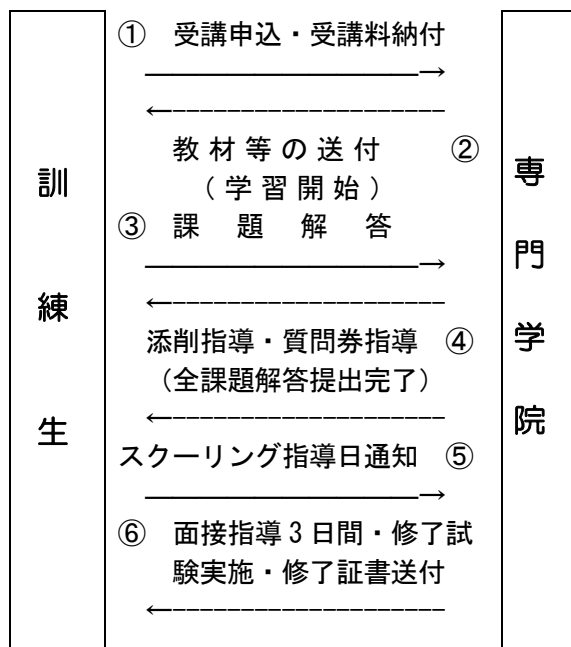 訓練生
① 受講申込・受講料納付
教材等の送付 ②
(学習開始)
③ 課題解答
添削指導・質問券指導 ④
(全課題解答提出完了)
スクーリング指導日通知 ⑤
⑥ 面接指導3日間・修了試
験実施・修了証書送付
専門学院